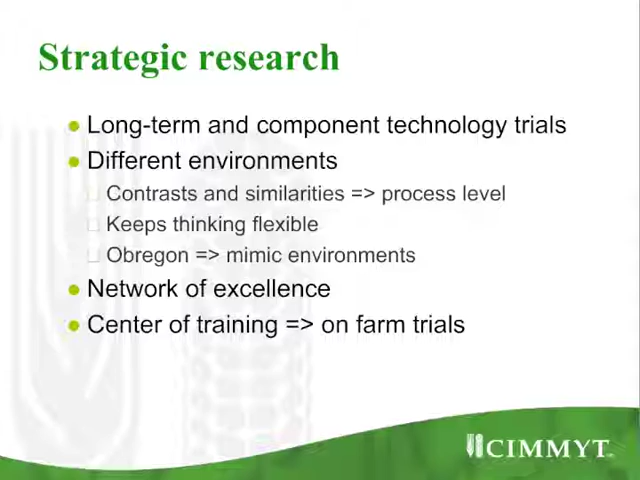 Strategic research
Long-term and component technology trials
Different environments
Contrasts and similarities => process level
Keeps thinking flexible
Obregon => mimic environments
Network of excellence
Center of training => on farm trials
CIMMYT